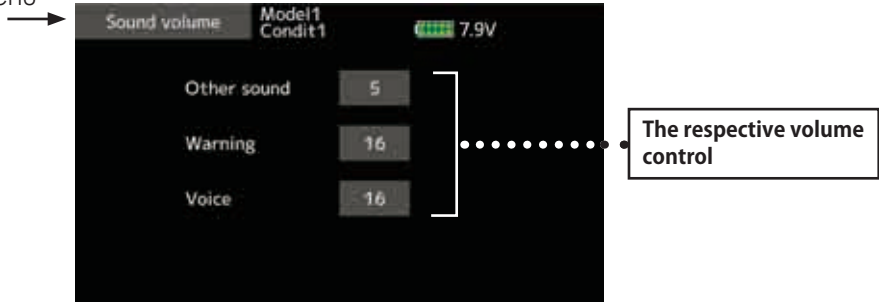 Sound volume
Model1
Condit1
7.9V
Other sound 5
Warning 16
Voice 16
The respective volume
control